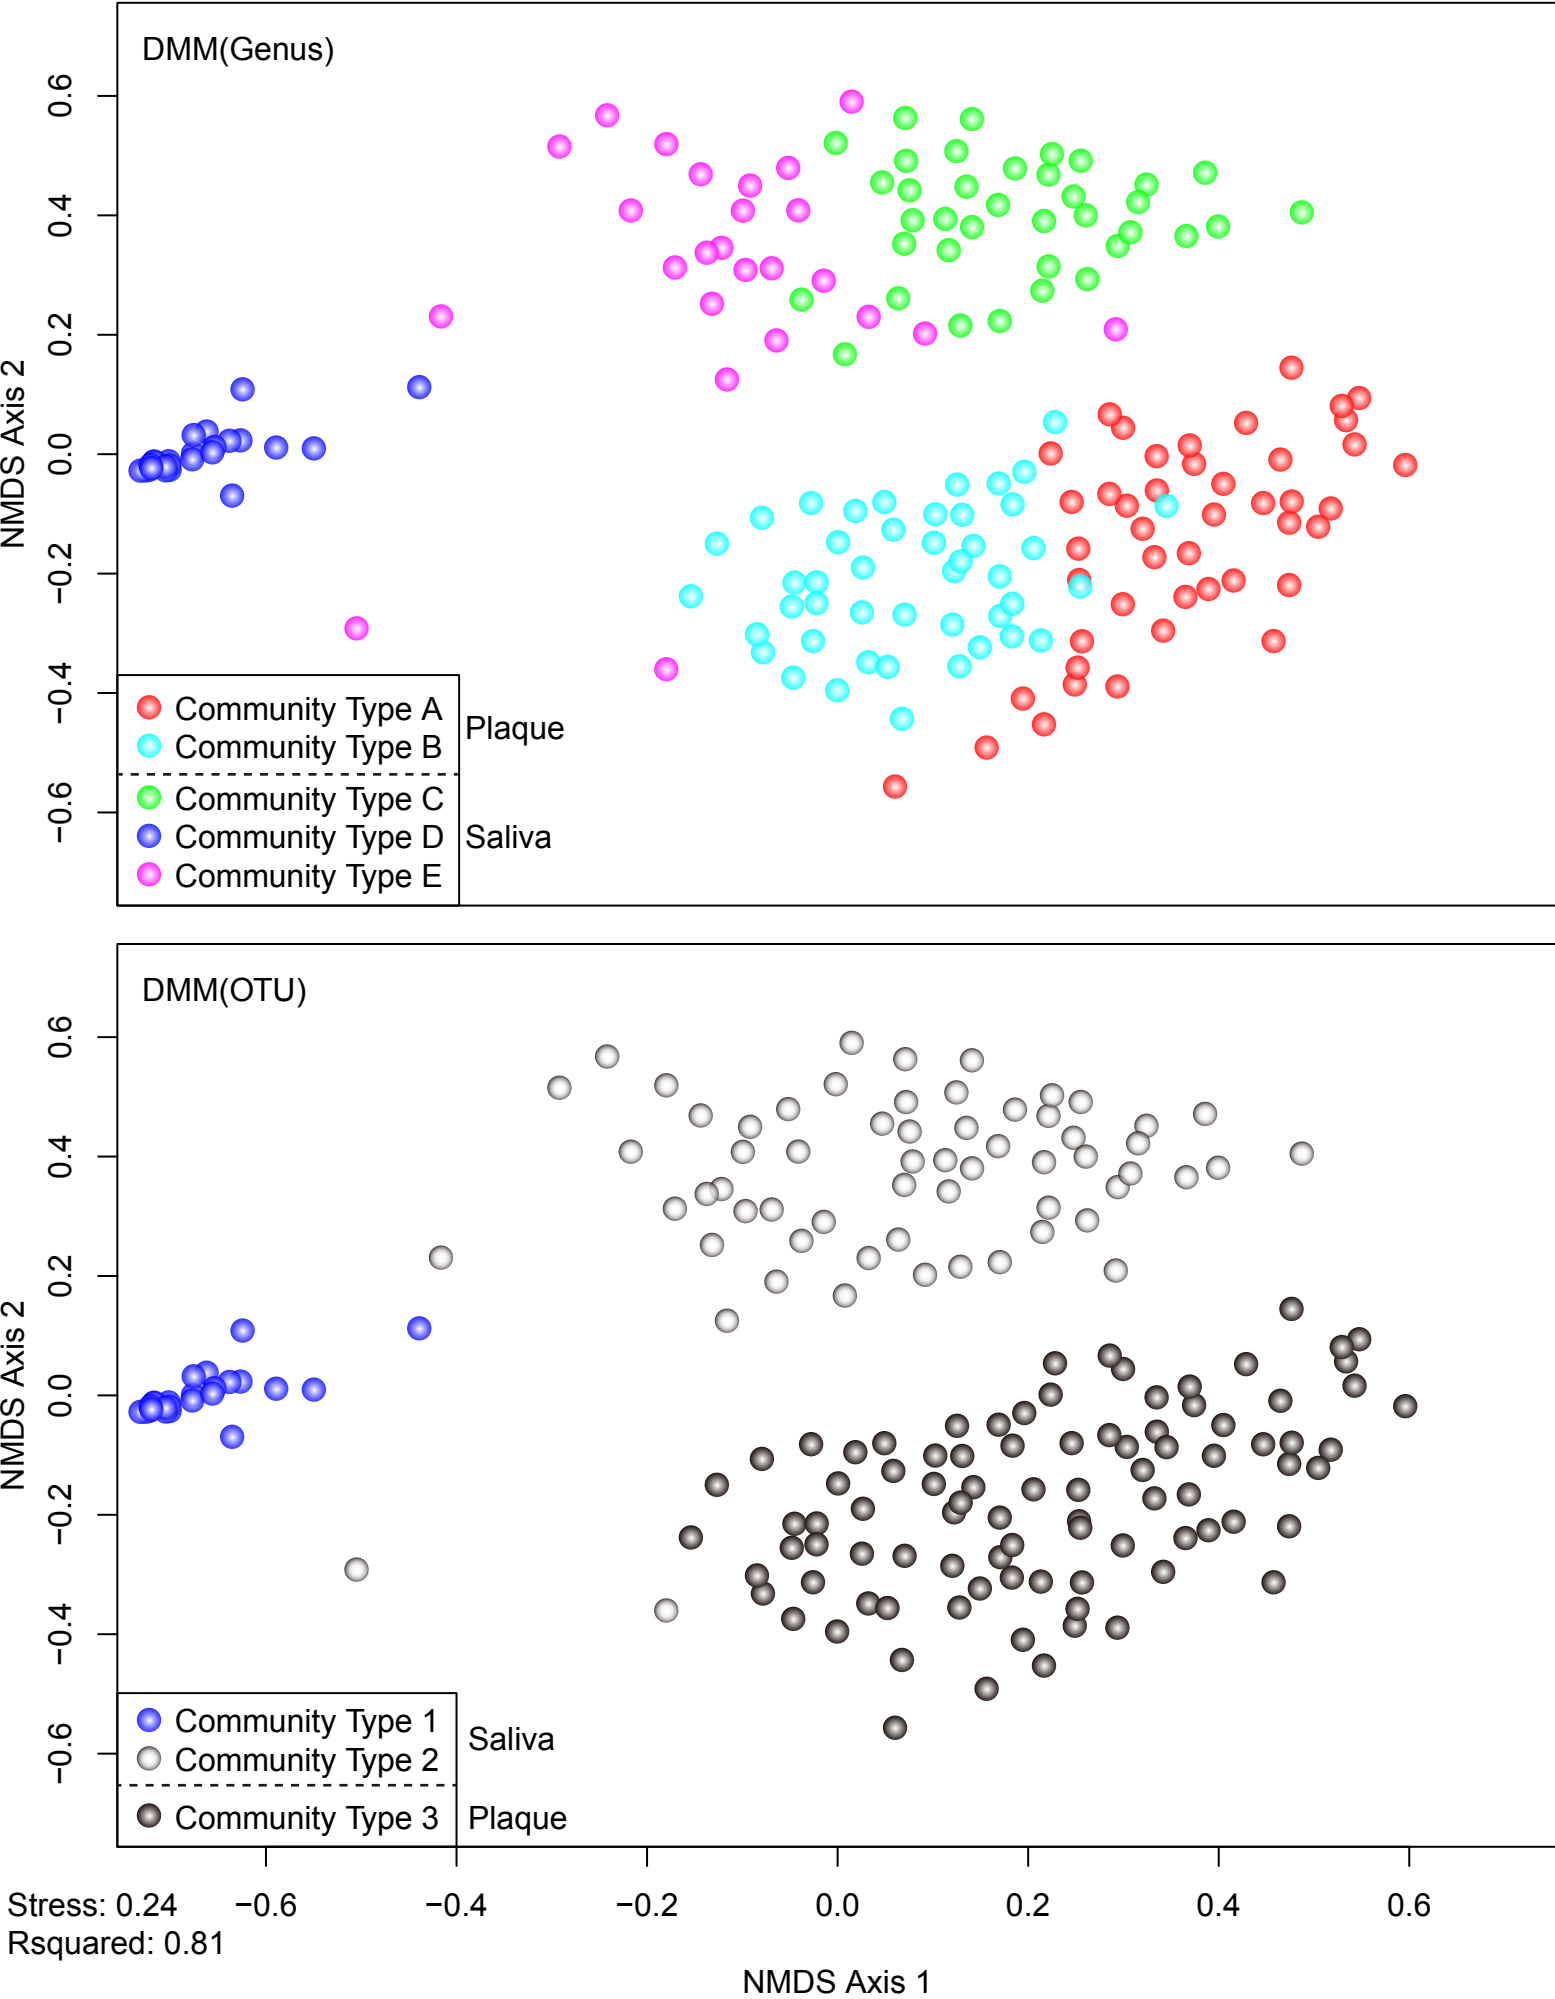 DMM(Genus)
0.6
0.4
0.2
0.0
−0.2
−0.4
−0.6
NMDS Axis 2
Community Type A
Community Type B
Plaque
Community Type C
Community Type D
Community Type E
Saliva
DMM(OTU)
0.6
0.4
0.2
0.0
−0.2
−0.4
−0.6
NMDS Axis 2
Community Type 1
Community Type 2
Saliva
Community Type 3
Plaque
−0.6 −0.4 −0.2 0.0 0.2 0.4 0.6
Stress: 0.24
Rsquared: 0.81
NMDS Axis 1